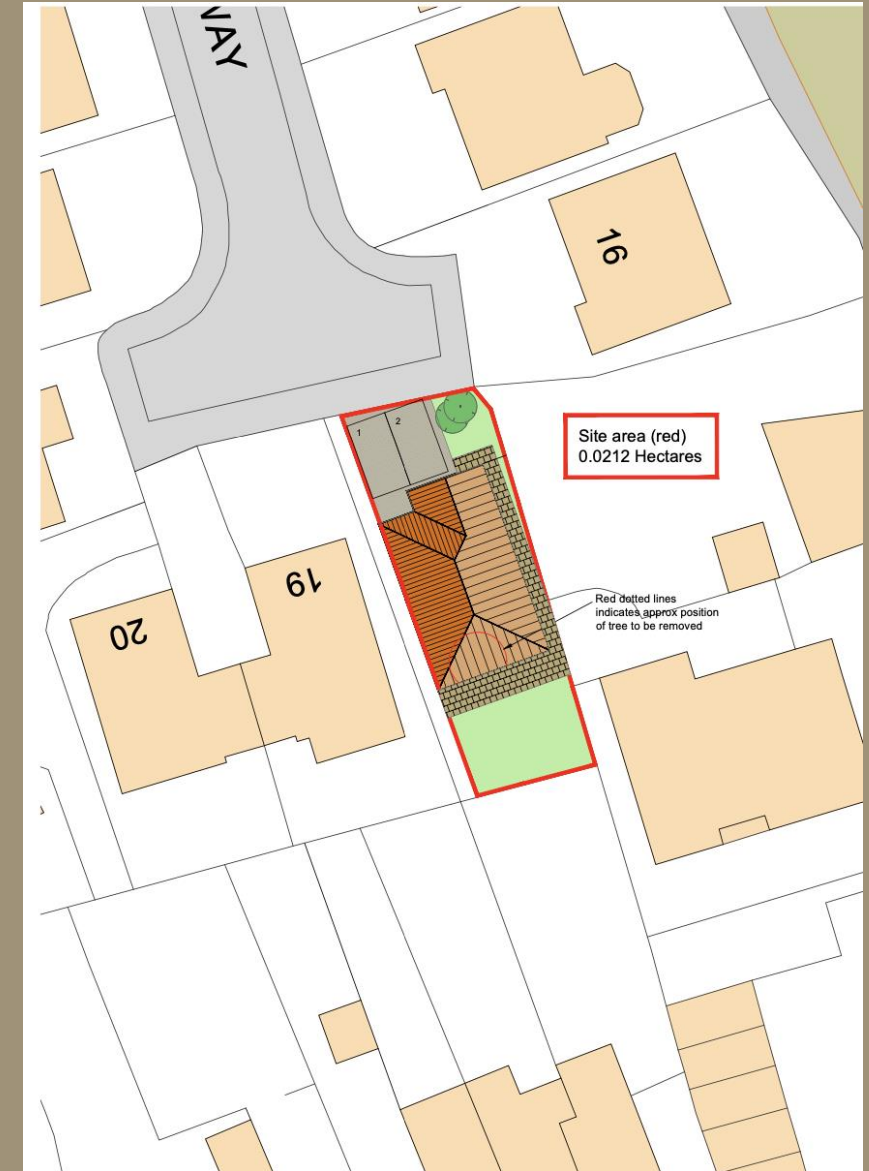 WAY
16
1
2
Site area (red)
0.0212 Hectares
19
20
Red dotted lines
indicates approx position
of tree to be removed